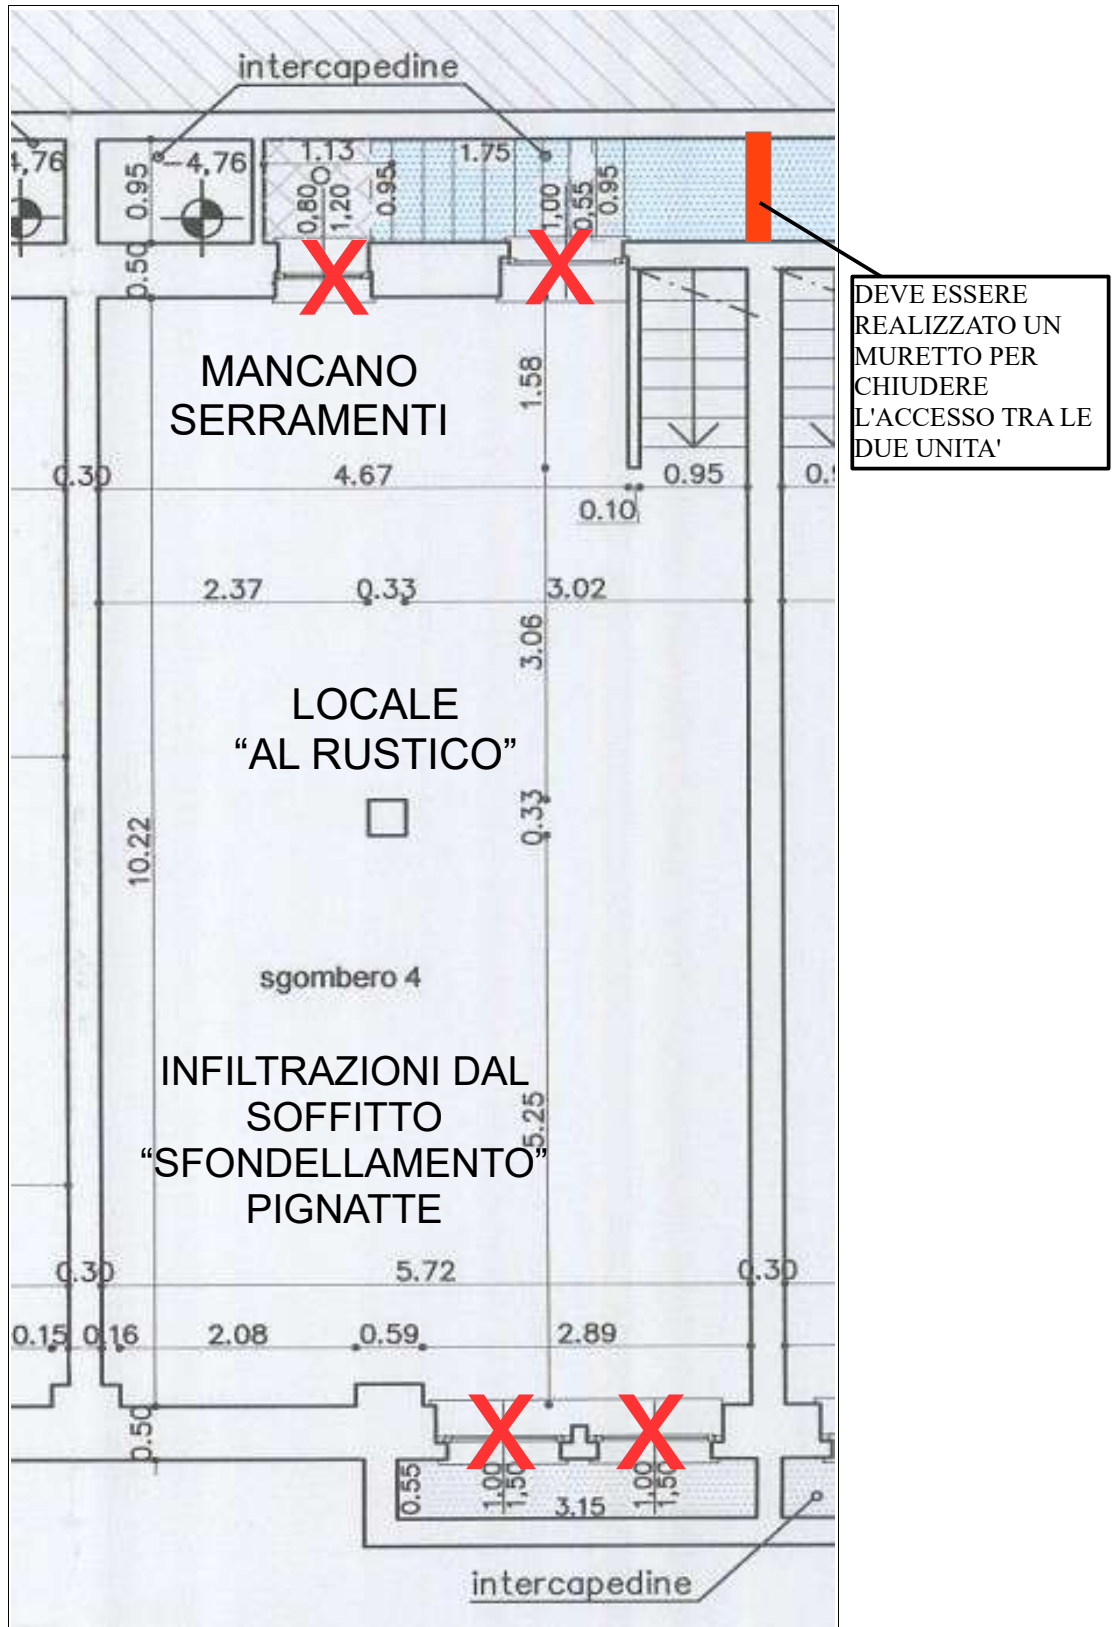 intercapedine
4,76
-4,76
1.13
1.75
0.95
0,80
1,20
0.95
1,00
0,55
0.95
0.50
DEVE ESSERE
REALIZZATO UN
MURETTO PER
CHIUDERE
L'ACCESSO TRA LE
DUE UNITA'
X
X
MANCANO
SERRAMENTI
1.58
0.30
4.67
0.95
0.10
2.37
0.33
3.02
3.06
LOCALE
“AL RUSTICO”
0.33
10.22
sgombero 4
INFILTRAZIONI DAL
SOFFITTO
“SFONDELLAMENTO”
PIGNATTE
5.25
0.30
5.72
0.30
0.15
0.16
2.08
0.59
2.89
X
X
0.50
0.55
1,00
1,50
1,00
1,50
3.15
intercapedine